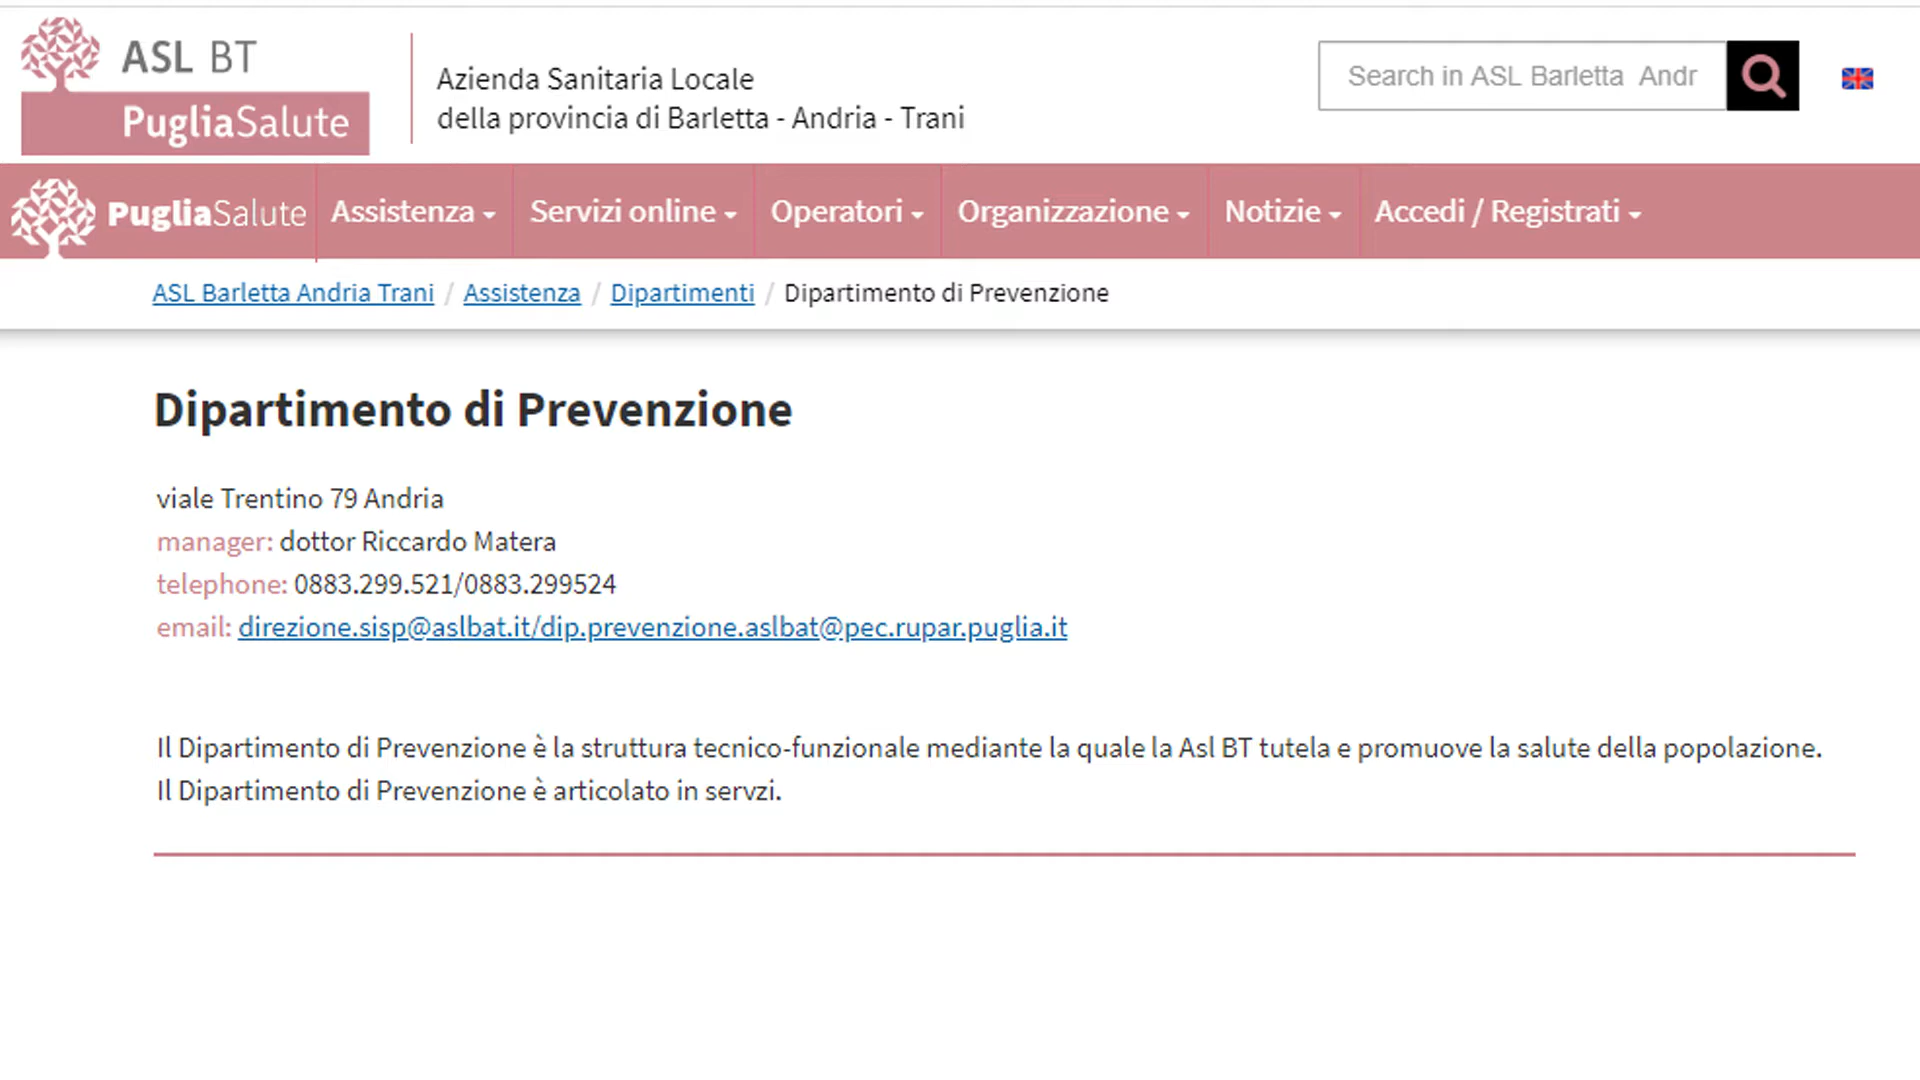 ASL BT
PugliaSalute
Azienda Sanitaria Locale
della provincia di Barletta - Andria - Trani
Search in ASL Barletta Andr
PugliaSalute
Assistenza
Servizi online
Operatori
Organizzazione
Notizie
Accedi / Registrati
ASL Barletta Andria Trani / Assistenza / Dipartimenti / Dipartimento di Prevenzione
Dipartimento di Prevenzione
viale Trentino 79 Andria
manager: dottor Riccardo Matera
telephone: 0883.299.521/0883.299524
email: direzione.sisp@aslbat.it/dip.prevenzione.aslbat@pec.rupar.puglia.it
Il Dipartimento di Prevenzione è la struttura tecnico-funzionale mediante la quale la Asl BT tutela e promuove la salute della popolazione.
Il Dipartimento di Prevenzione è articolato in servzi.